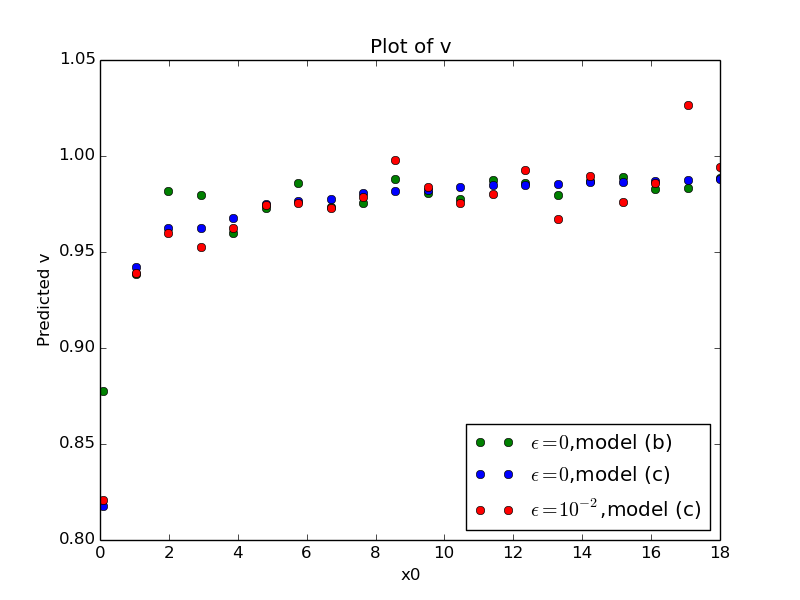 Plot of v
1.05
1.00
0.95
0.90
0.85
0.80
Predicted v
0 2 4 6 8 10 12 14 16 18
x0
ϵ=0,model (b)
ϵ=0,model (c)
ϵ=10⁻²,model (c)